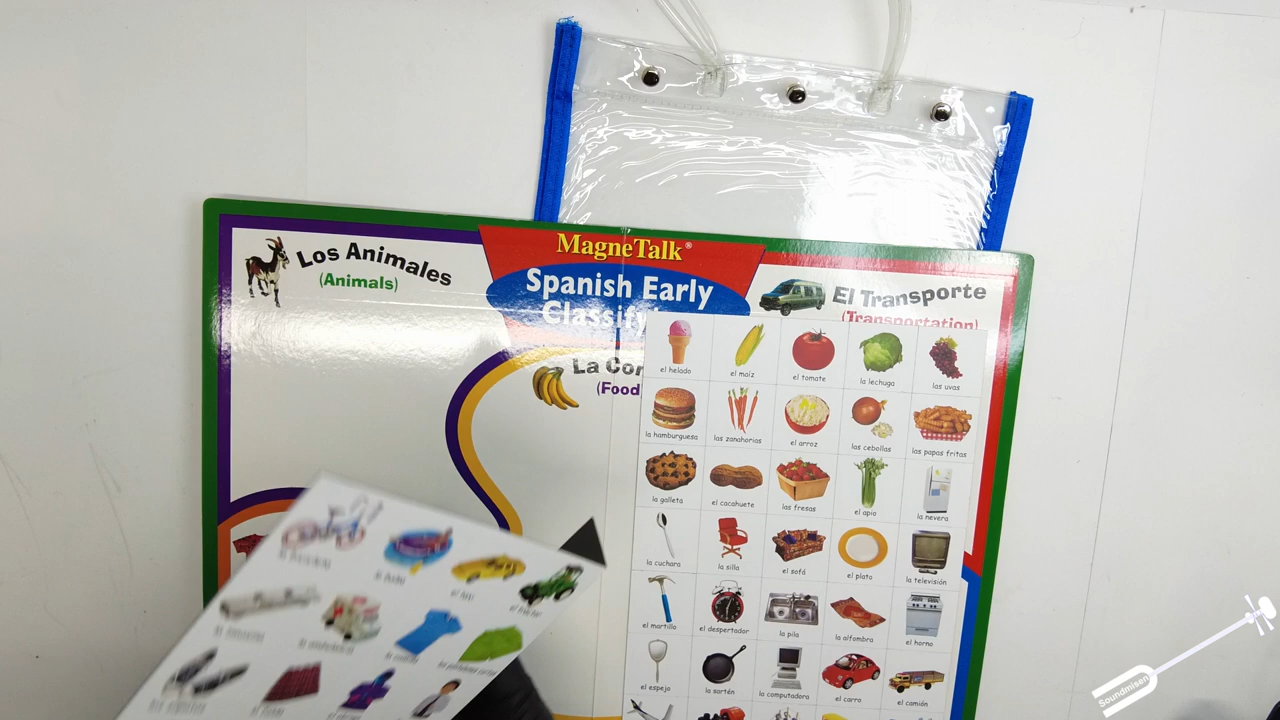 MagneTalk®
Los Animales
(Animals)
Spanish Early
Classify
El Transporte
(Transportation)
La Co
(Food
el helado
el maíz
el tomate
la lechuga
las uvas
la hamburguesa
las zanahorias
el arroz
las cebollas
las papas fritas
la galleta
el cacahuete
las fresas
el apio
la nevera
la cuchara
la silla
el sofá
el plato
la televisión
el martillo
el despertador
la pila
la alfombra
el horno
el espejo
la sartén
la computadora
el carro
el camión
Soundmisen